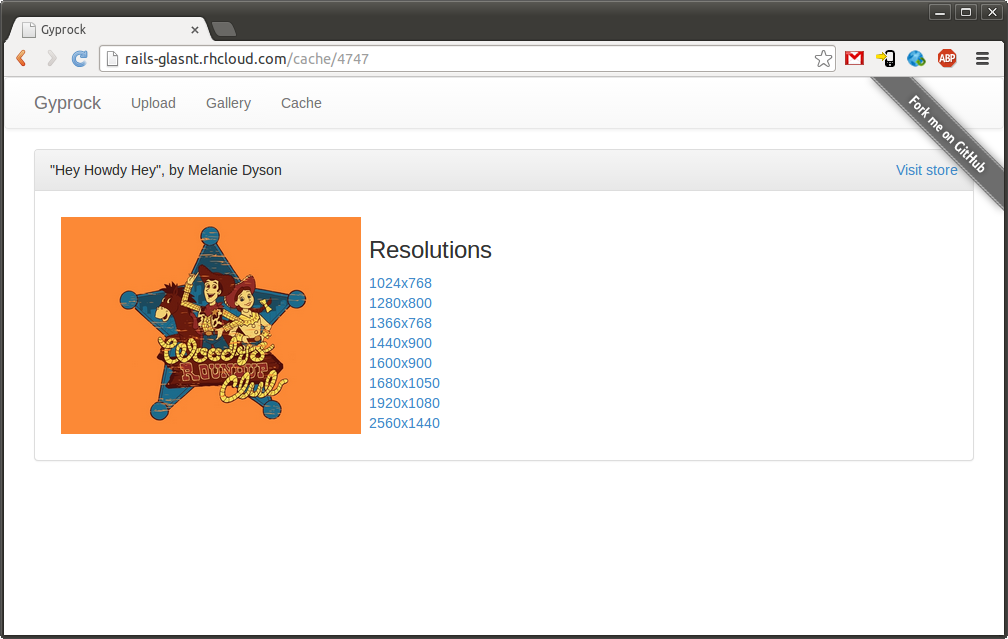 Gyprock
rails-glasnt.rhcloud.com/cache/4747
ABP
Gyprock Upload Gallery Cache
Fork me on GitHub
"Hey Howdy Hey", by Melanie Dyson
Visit store
Woody's
ROUNDUP
Club
Resolutions
1024x768
1280x800
1366x768
1440x900
1600x900
1680x1050
1920x1080
2560x1440